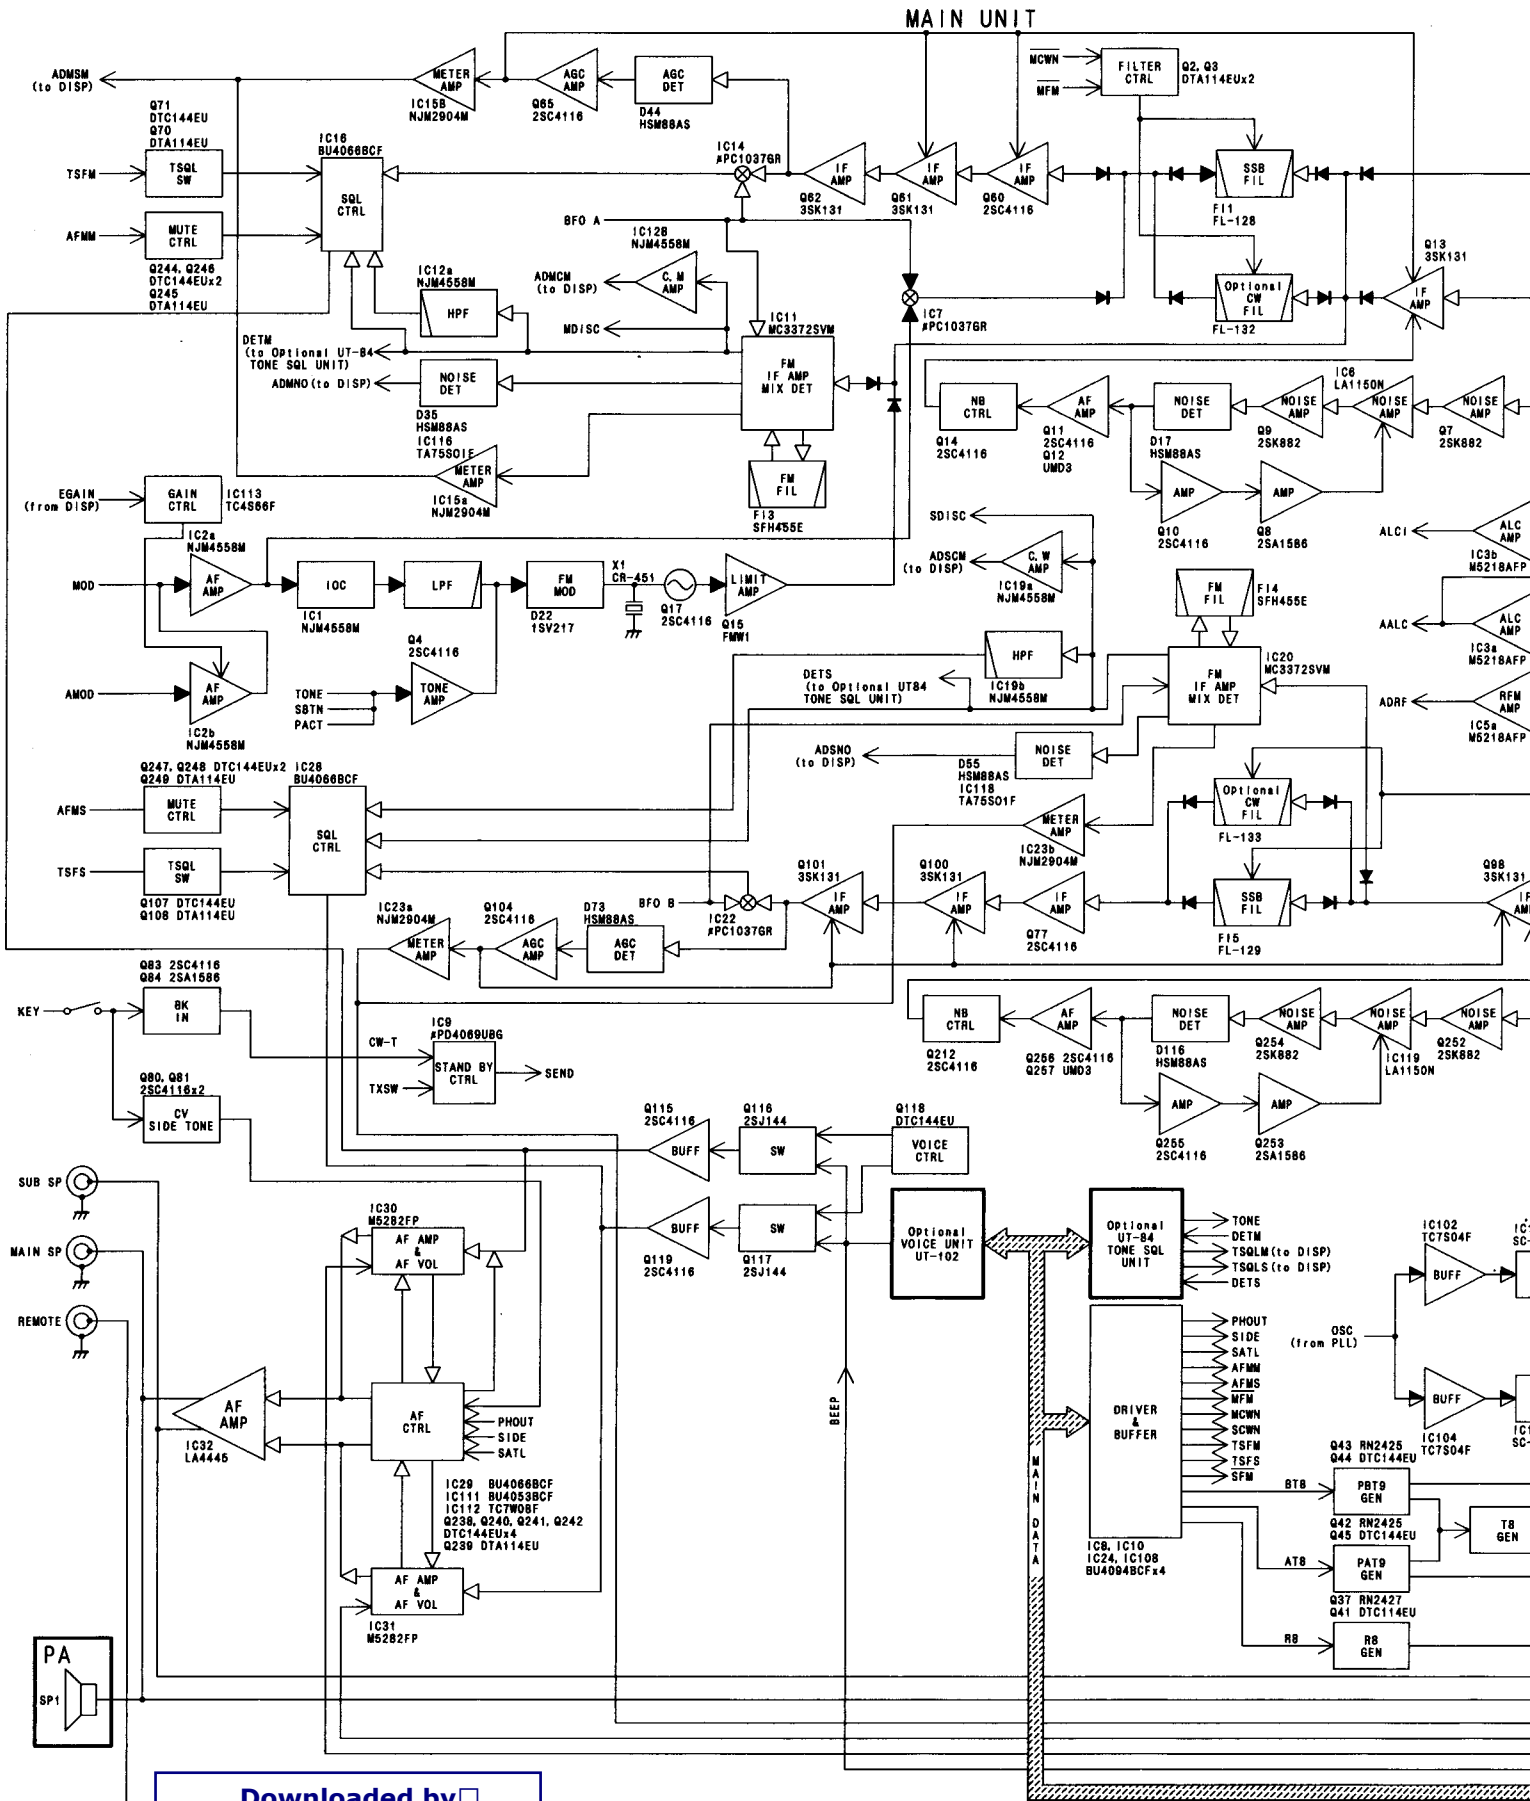 MAIN UNIT
ADMSM
(to DISP)
METER
AMP
IC15B
NJM2904M
AGC
AMP
Q65
2SC4116
AGC
DET
D44
HSM88AS
MCWN
MFM
FILTER
CTRL
Q2, Q3
DTA114EUx2
Q71
DTC144EU
Q70
DTA114EU
TSFM
TSQL
SW
AFMM
MUTE
CTRL
Q244, Q246
DTC144EUx2
Q245
DTA114EU
IC16
BU4066BCF
SQL
CTRL
IC14
μPC1037GR
IF
AMP
Q62
3SK131
IF
AMP
Q61
3SK131
IF
AMP
Q60
2SC4116
SSB
FIL
FI1
FL-128
Optional
CW
FIL
FL-132
Q13
3SK131
IF
AMP
BFO A
IC12B
NJM4558M
ADMCM
(to DISP)
C.M
AMP
IC12a
NJM4558M
HPF
MDISC
IC11
MC3372SVM
FM
IF AMP
MIX DET
IC7
μPC1037GR
DETM
(to Optional UT-84
TONE SQL UNIT)
ADMNO (to DISP)
NOISE
DET
D35
HSM88AS
IC116
TA75S01F
METER
AMP
IC15a
NJM2904M
FM
FIL
FI3
SFH455E
NB
CTRL
Q14
2SC4116
AF
AMP
Q11
2SC4116
Q12
UMD3
NOISE
DET
D17
HSM88AS
NOISE
AMP
Q9
2SK882
IC6
LA1150N
NOISE
AMP
NOISE
AMP
Q7
2SK882
AMP
Q10
2SC4116
AMP
Q8
2SA1586
EGAIN
(from DISP)
GAIN
CTRL
IC113
TC4S66F
IC2a
NJM4558M
MOD
AF
AMP
IOC
IC1
NJM4558M
LPF
FM
MOD
D22
1SV217
X1
CR-451
Q17
2SC4116
LIMIT
AMP
Q15
FMW1
AMOD
AF
AMP
IC2b
NJM4558M
TONE
SBTN
PACT
Q4
2SC4116
TONE
AMP
SDISC
ADSCM
(to DISP)
C.W
AMP
IC19a
NJM4558M
FM
FIL
FI4
SFH455E
ALCI
ALC
AMP
IC3b
M5218AFP
AALC
ALC
AMP
IC3a
M5218AFP
ADRF
RFM
AMP
IC5a
M5218AFP
HPF
IC19b
NJM4558M
DETS
(to Optional UT84
TONE SQL UNIT)
FM
IF AMP
MIX DET
IC20
MC3372SVM
ADSNO
(to DISP)
NOISE
DET
D55
HSM88AS
IC118
TA75S01F
METER
AMP
IC23b
NJM2904M
Optional
CW
FIL
FL-133
SSB
FIL
FI5
FL-129
Q247, Q248 DTC144EUx2
Q249 DTA114EU
AFMS
MUTE
CTRL
TSFS
TSQL
SW
Q107 DTC144EU
Q108 DTA114EU
IC28
BU4066BCF
SQL
CTRL
BFO B
IC22
μPC1037GR
Q101
3SK131
IF
AMP
Q100
3SK131
IF
AMP
IF
AMP
Q77
2SC4116
Q98
3SK131
IC23a
NJM2904M
METER
AMP
Q104
2SC4116
AGC
AMP
D73
HSM88AS
AGC
DET
Q83 2SC4116
Q84 2SA1586
KEY
BK
IN
Q80, Q81
2SC4116x2
CV
SIDE TONE
CW-T
TXSW
IC9
μPD4069UBG
STAND BY
CTRL
SEND
NB
CTRL
Q212
2SC4116
AF
AMP
Q256 2SC4116
Q257 UMD3
NOISE
DET
D116
HSM88AS
NOISE
AMP
Q254
2SK882
NOISE
AMP
IC119
LA1150N
NOISE
AMP
Q252
2SK882
AMP
Q255
2SC4116
AMP
Q253
2SA1586
Q115
2SC4116
BUFF
Q116
2SJ144
SW
Q118
DTC144EU
VOICE
CTRL
BUFF
Q119
2SC4116
SW
Q117
2SJ144
Optional
VOICE UNIT
UT-102
Optional
UT-84
TONE SQL
UNIT
TONE
DETM
TSQLM (to DISP)
TSQLS (to DISP)
DETS
SUB SP
MAIN SP
REMOTE
IC30
M5282FP
AF AMP
&
AF VOL
AF
AMP
IC32
LA4445
AF
CTRL
PHOUT
SIDE
SATL
IC29 BU4066BCF
IC111 BU4053BCF
IC112 TC7W08F
Q238, Q240, Q241, Q242
DTC144EUx4
Q239 DTA114EU
AF AMP
&
AF VOL
IC31
M5282FP
BEEP
MAIN DATA
DRIVER
&
BUFFER
IC8, IC10
IC24, IC108
BU4094BCFx4
PHOUT
SIDE
SATL
AFMM
AFMS
MFM
MCWN
SCWN
TSFM
TSFS
SFM
IC102
TC7S04F
BUFF
OSC
(from PLL)
BUFF
IC104
TC7S04F
Q43 RN2425
Q44 DTC144EU
BT8
PBT9
GEN
Q42 RN2425
Q45 DTC144EU
T8
GEN
AT8
PAT9
GEN
Q37 RN2427
Q41 DTC114EU
R8
R8
GEN
PA
SP1
Downloaded by